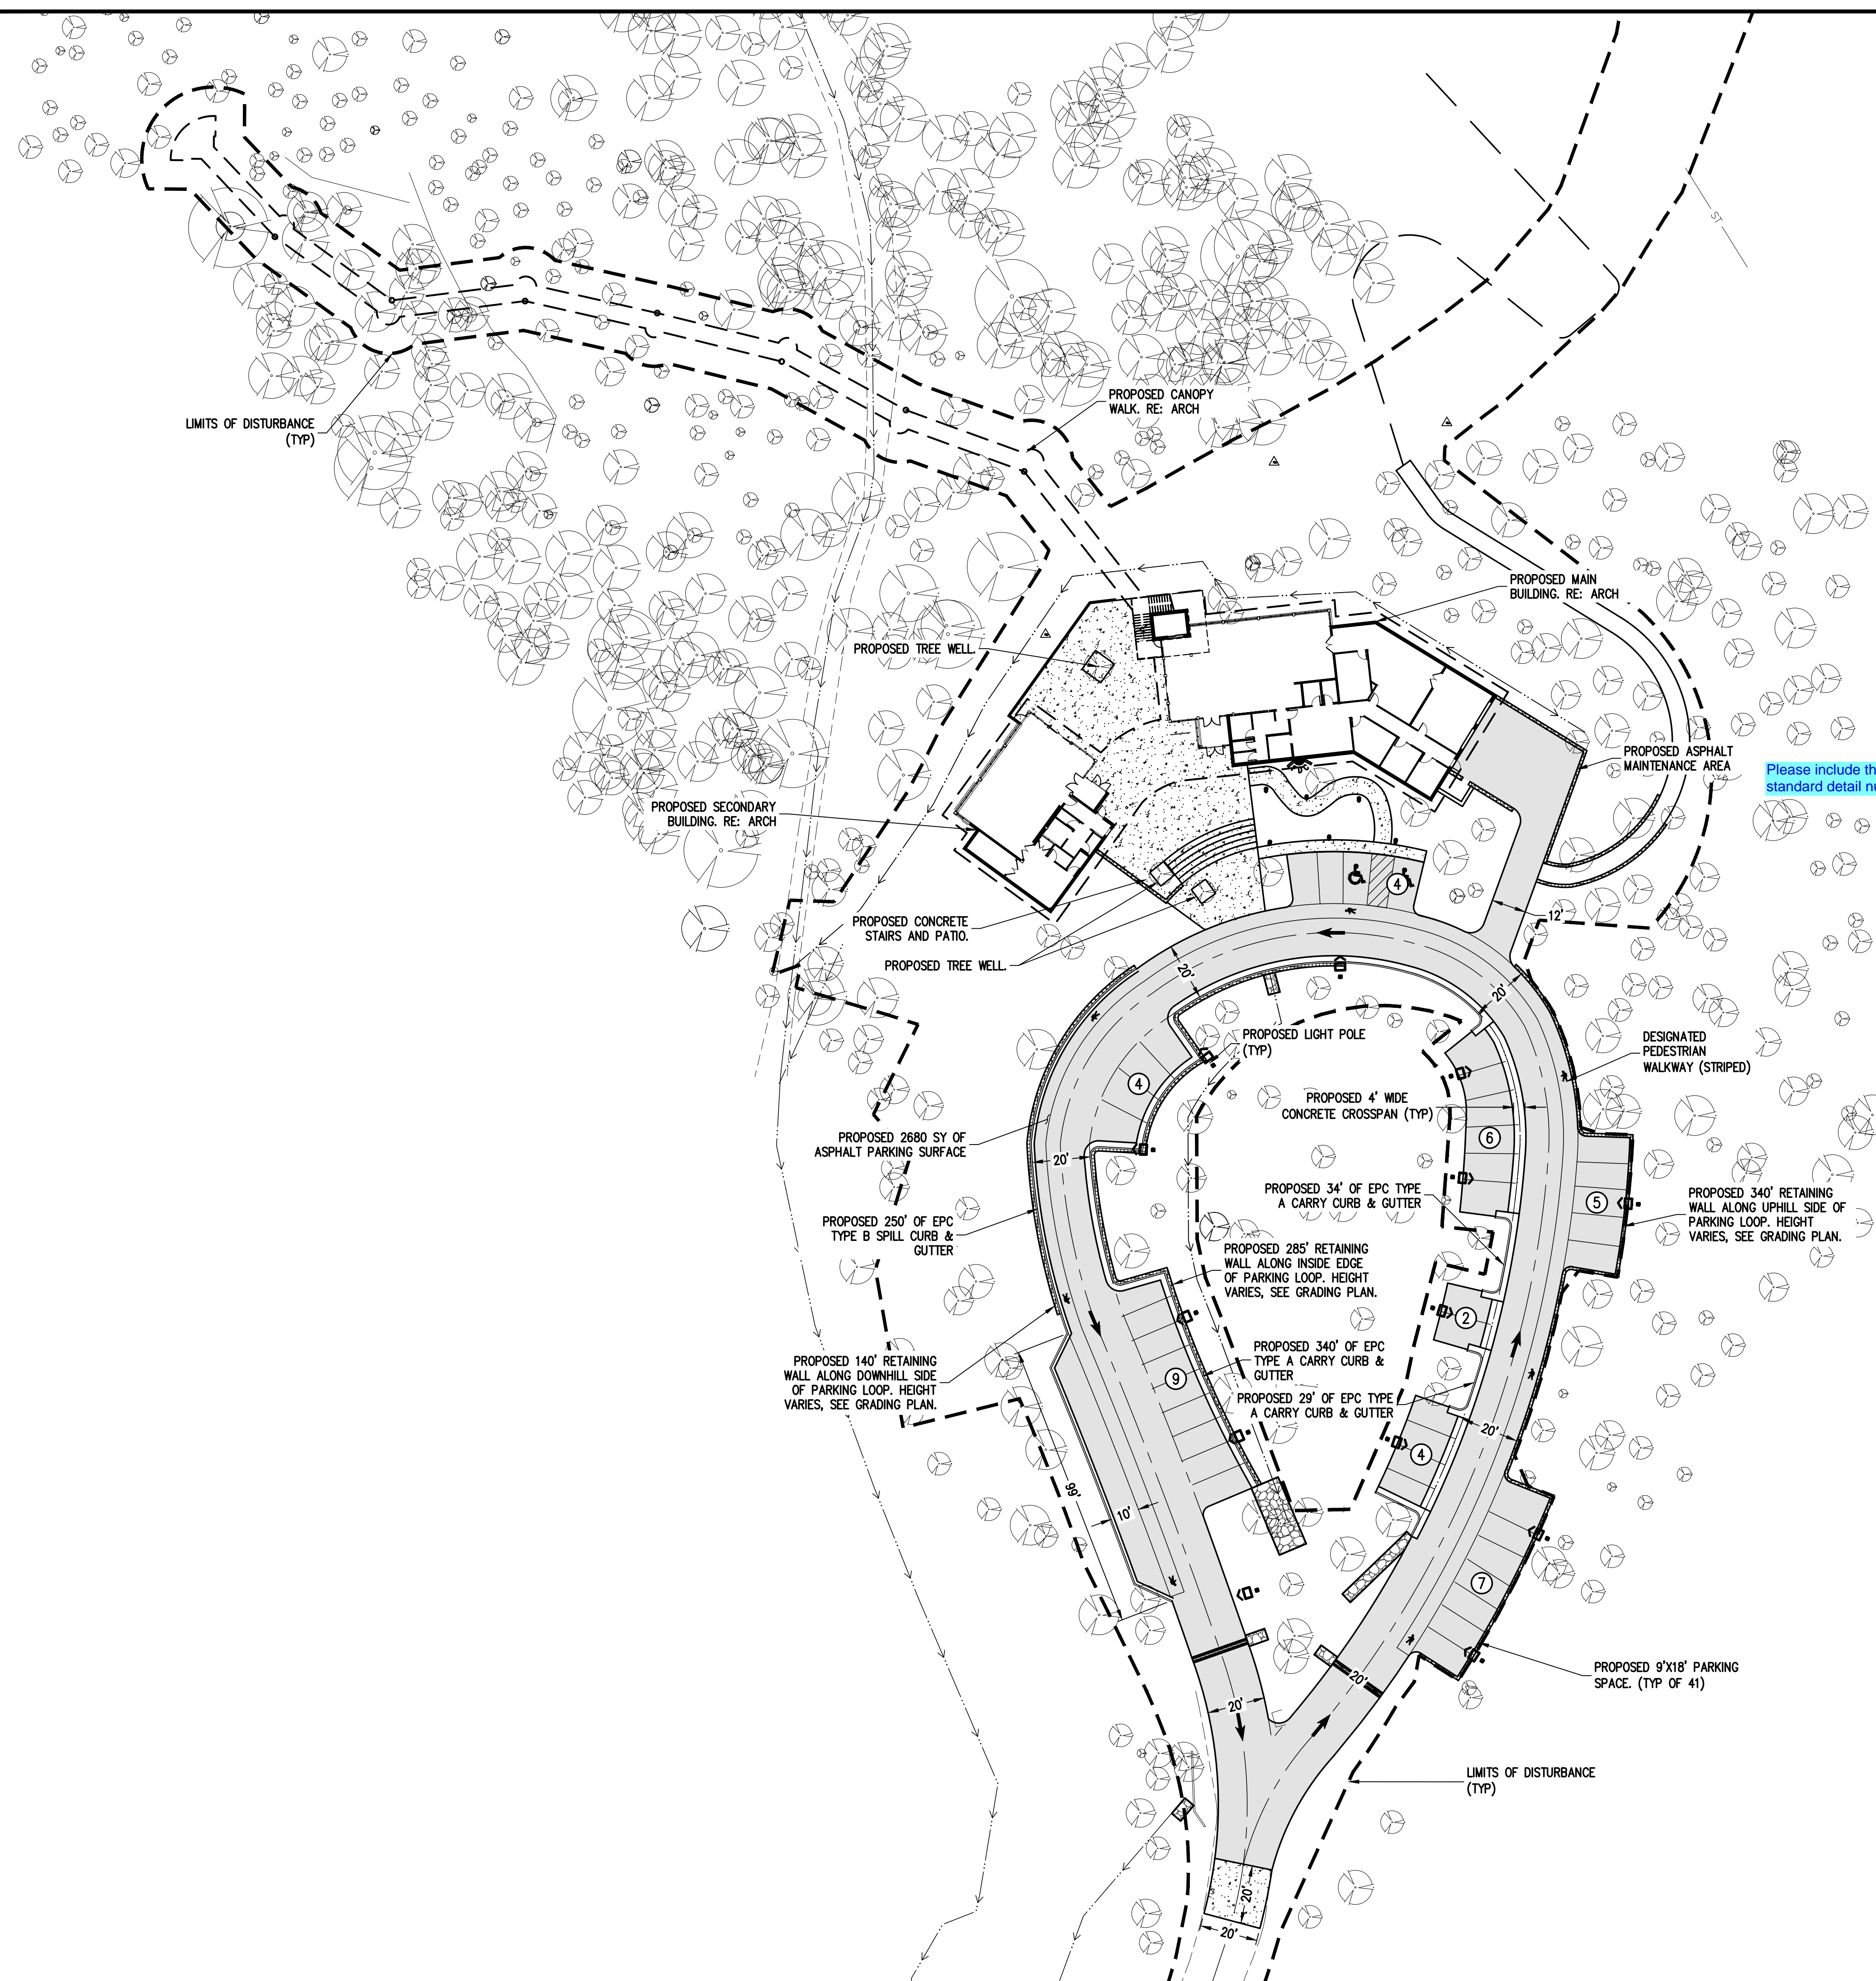 ST
PROPOSED CANOPY
WALK. RE: ARCH
LIMITS OF DISTURBANCE
(TYP)
PROPOSED MAIN
BUILDING. RE: ARCH
PROPOSED TREE WELL.
PROPOSED ASPHALT
MAINTENANCE AREA
Please include th
standard detail nu
PROPOSED SECONDARY
BUILDING. RE: ARCH
4
12'
PROPOSED CONCRETE
STAIRS AND PATIO.
PROPOSED TREE WELL.
20'
20'
PROPOSED LIGHT POLE
(TYP)
DESIGNATED
PEDESTRIAN
WALKWAY (STRIPED)
4
PROPOSED 4' WIDE
CONCRETE CROSSPAN (TYP)
6
PROPOSED 2680 SY OF
ASPHALT PARKING SURFACE
20'
PROPOSED 34' OF EPC TYPE
A CARRY CURB & GUTTER
5
PROPOSED 340' RETAINING
WALL ALONG UPHILL SIDE OF
PARKING LOOP. HEIGHT
VARIES, SEE GRADING PLAN.
PROPOSED 250' OF EPC
TYPE B SPILL CURB &
GUTTER
PROPOSED 285' RETAINING
WALL ALONG INSIDE EDGE
OF PARKING LOOP. HEIGHT
VARIES, SEE GRADING PLAN.
2
PROPOSED 140' RETAINING
WALL ALONG DOWNHILL SIDE
OF PARKING LOOP. HEIGHT
VARIES, SEE GRADING PLAN.
9
PROPOSED 340' OF EPC
TYPE A CARRY CURB &
GUTTER
PROPOSED 29' OF EPC TYPE
A CARRY CURB & GUTTER
20'
4
99'
10'
7
PROPOSED 9'X18' PARKING
SPACE. (TYP OF 41)
20'
20'
LIMITS OF DISTURBANCE
(TYP)
20'
20'